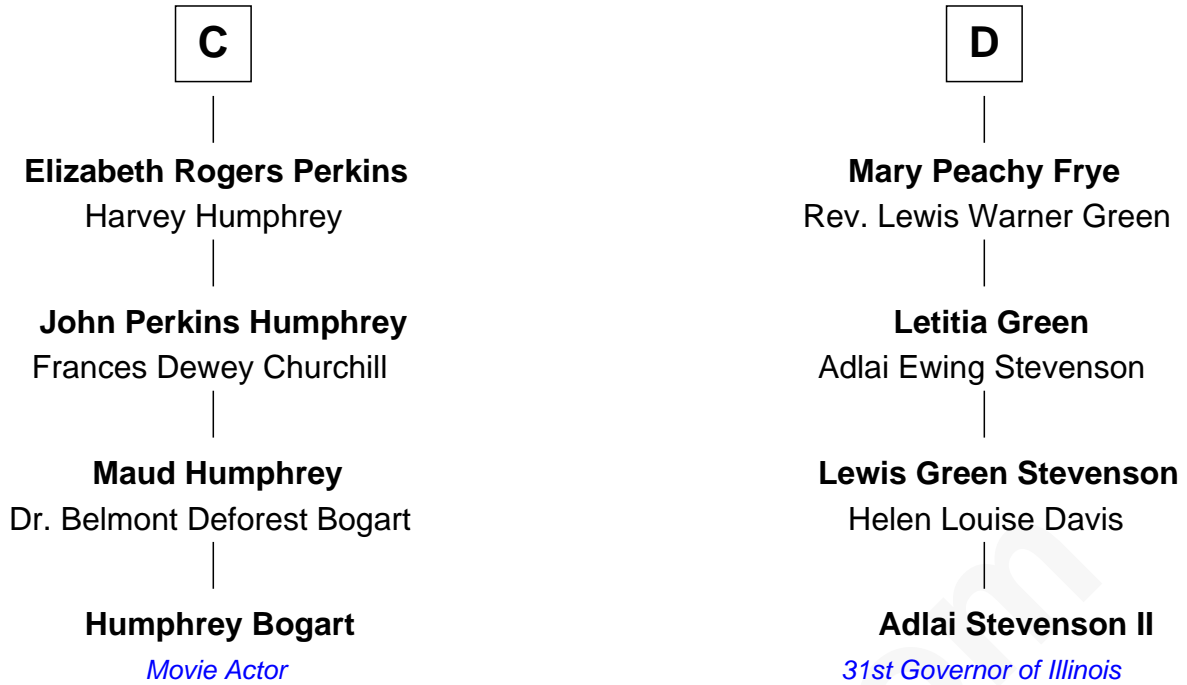 C
Elizabeth Rogers Perkins
Harvey Humphrey
John Perkins Humphrey
Frances Dewey Churchill
Maud Humphrey
Dr. Belmont Deforest Bogart
Humphrey Bogart
Movie Actor
D
Mary Peachy Frye
Rev. Lewis Warner Green
Letitia Green
Adlai Ewing Stevenson
Lewis Green Stevenson
Helen Louise Davis
Adlai Stevenson II
31st Governor of Illinois